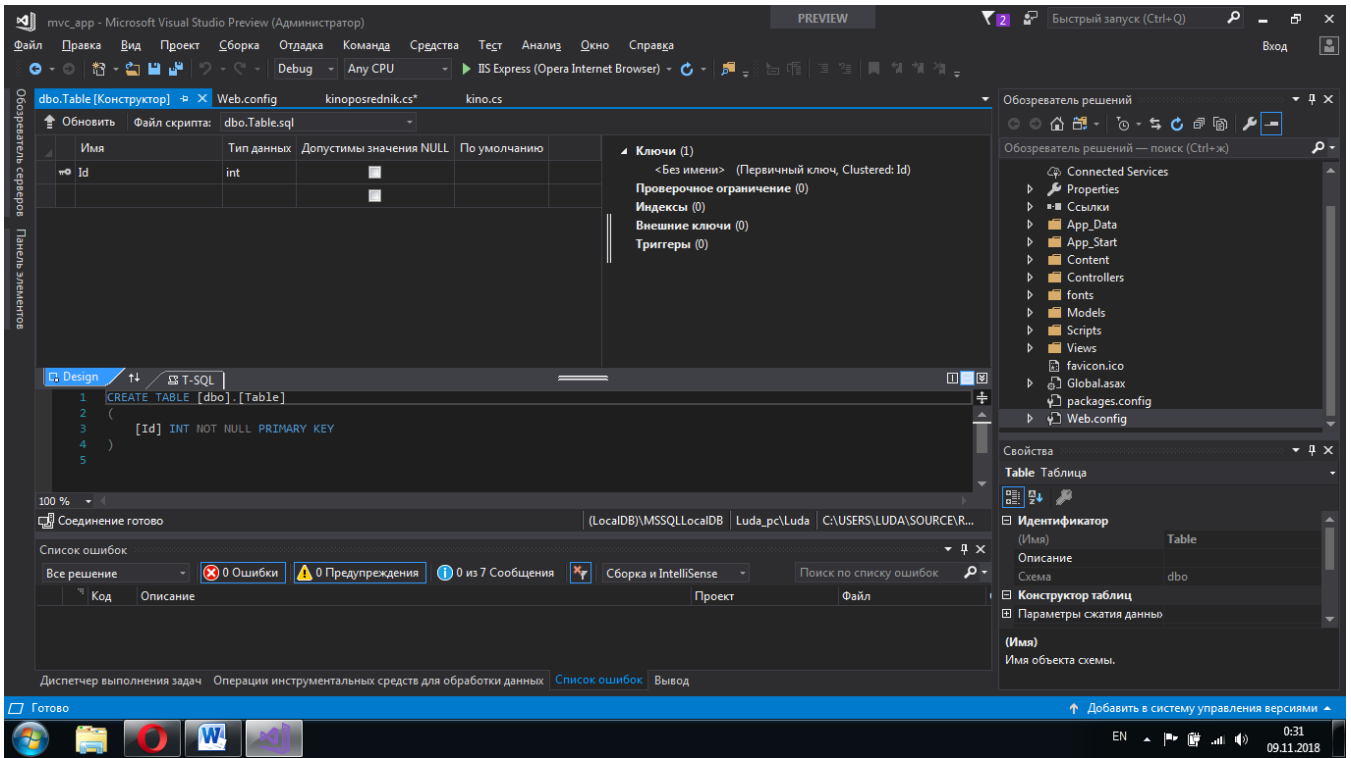 mvc_app - Microsoft Visual Studio Preview (Администратор)
PREVIEW
2
Быстрый запуск (Ctrl+Q)
Файл Правка Вид Проект Сборка Отладка Команда Средства Тест Анализ Окно Справка
Вход
Debug Any CPU IIS Express (Opera Internet Browser)
Обозреватель серверов
Панель элементов
dbo.Table [Конструктор] Web.config kinoposrednik.cs* kino.cs
Обновить Файл скрипта: dbo.Table.sql
Имя Тип данных Допустимы значения NULL По умолчанию
Id int
Ключи (1)
<Без имени> (Первичный ключ, Clustered: Id)
Проверочное ограничение (0)
Индексы (0)
Внешние ключи (0)
Триггеры (0)
Design T-SQL
1 CREATE TABLE [dbo].[Table]
2 (
3 [Id] INT NOT NULL PRIMARY KEY
4 )
5
100 %
Соединение готово
(LocalDB)\MSSQLLocalDB Luda_pc\Luda C:\USERS\LUDA\SOURCE\R...
Список ошибок
Все решение 0 Ошибки 0 Предупреждения 0 из 7 Сообщения Сборка и IntelliSense Поиск по списку ошибок
Код Описание Проект Файл
Диспетчер выполнения задач Операции инструментальных средств для обработки данных Список ошибок Вывод
Обозреватель решений
Обозреватель решений — поиск (Ctrl+ж)
Connected Services
Properties
Ссылки
App_Data
App_Start
Content
Controllers
fonts
Models
Scripts
Views
favicon.ico
Global.asax
packages.config
Web.config
Свойства
Table Таблица
Идентификатор
(Имя) Table
Описание
Схема dbo
Конструктор таблиц
Параметры сжатия данных
(Имя)
Имя объекта схемы.
Готово
Добавить в систему управления версиями
EN
0:31
09.11.2018